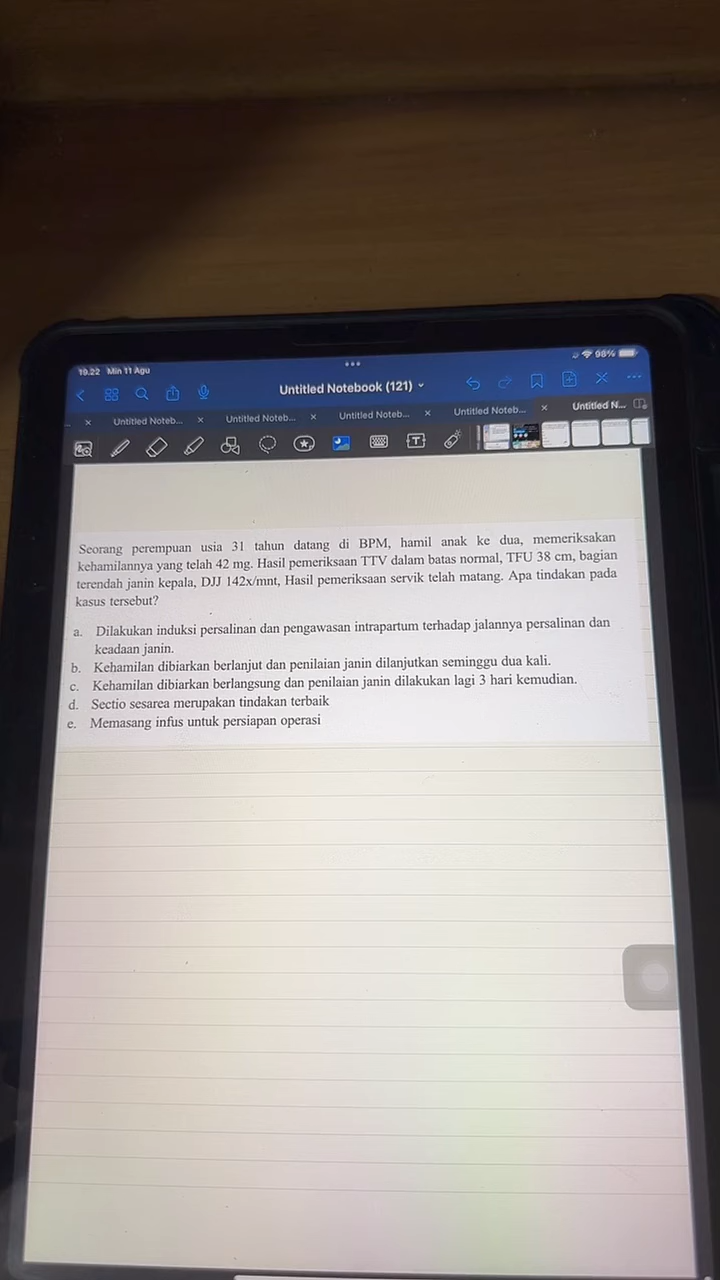 19.22 Min 11 Agu
98%
Untitled Notebook (121)
Untitled Noteb...
Untitled Noteb...
Untitled Noteb...
Untitled Noteb...
Untitled N...
T
Seorang perempuan usia 31 tahun datang di BPM, hamil anak ke dua, memeriksakan
kehamilannya yang telah 42 mg. Hasil pemeriksaan TTV dalam batas normal, TFU 38 cm, bagian
terendah janin kepala, DJJ 142x/mnt, Hasil pemeriksaan servik telah matang. Apa tindakan pada
kasus tersebut?
a. Dilakukan induksi persalinan dan pengawasan intrapartum terhadap jalannya persalinan dan
keadaan janin.
b. Kehamilan dibiarkan berlanjut dan penilaian janin dilanjutkan seminggu dua kali.
c. Kehamilan dibiarkan berlangsung dan penilaian janin dilakukan lagi 3 hari kemudian.
d. Sectio sesarea merupakan tindakan terbaik
e. Memasang infus untuk persiapan operasi